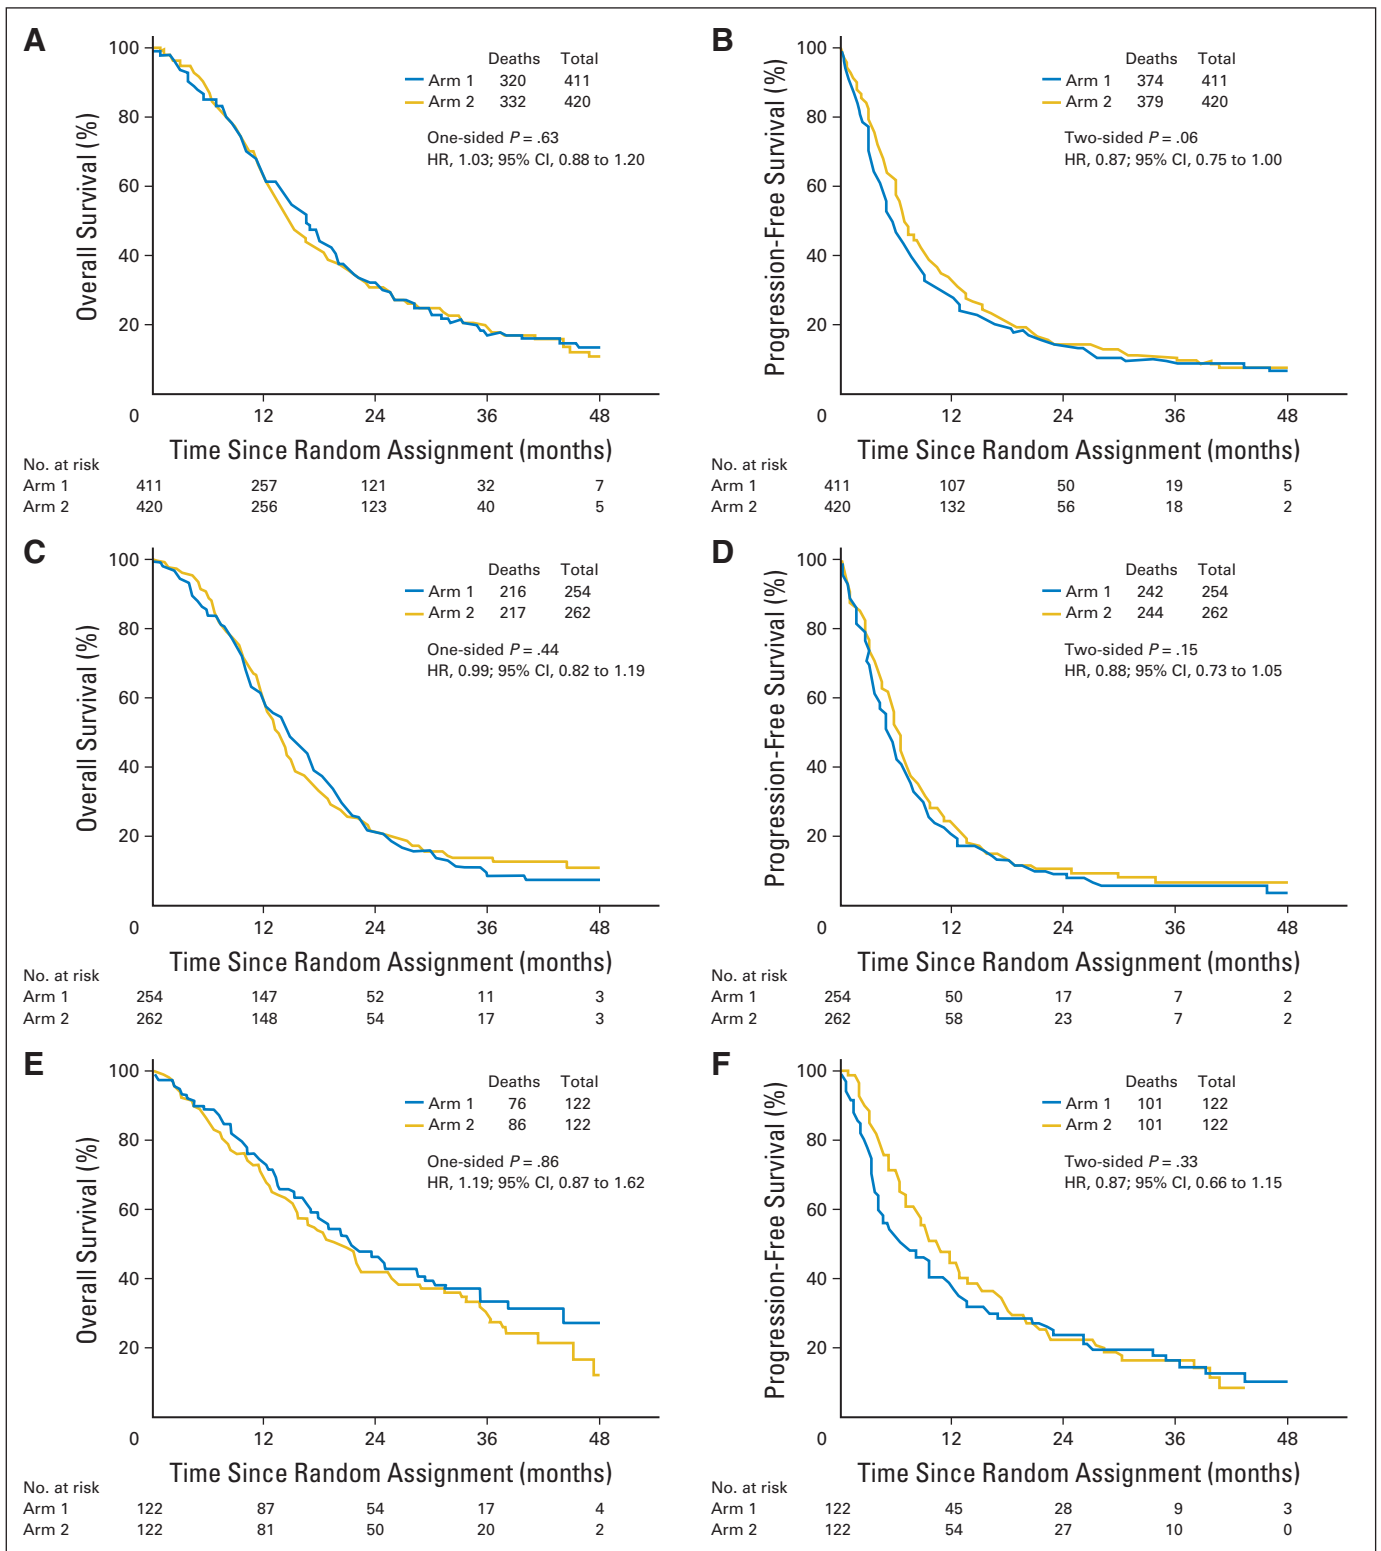 A
100
80
60
40
20
0
12
24
36
48
Overall Survival (%)
Time Since Random Assignment (months)
Deaths Total
Arm 1 320 411
Arm 2 332 420
One-sided P = .63
HR, 1.03; 95% CI, 0.88 to 1.20
No. at risk
Arm 1 411 257 121 32 7
Arm 2 420 256 123 40 5
B
100
80
60
40
20
0
12
24
36
48
Progression-Free Survival (%)
Time Since Random Assignment (months)
Deaths Total
Arm 1 374 411
Arm 2 379 420
Two-sided P = .06
HR, 0.87; 95% CI, 0.75 to 1.00
No. at risk
Arm 1 411 107 50 19 5
Arm 2 420 132 56 18 2
C
100
80
60
40
20
0
12
24
36
48
Overall Survival (%)
Time Since Random Assignment (months)
Deaths Total
Arm 1 216 254
Arm 2 217 262
One-sided P = .44
HR, 0.99; 95% CI, 0.82 to 1.19
No. at risk
Arm 1 254 147 52 11 3
Arm 2 262 148 54 17 3
D
100
80
60
40
20
0
12
24
36
48
Progression-Free Survival (%)
Time Since Random Assignment (months)
Deaths Total
Arm 1 242 254
Arm 2 244 262
Two-sided P = .15
HR, 0.88; 95% CI, 0.73 to 1.05
No. at risk
Arm 1 254 50 17 7 2
Arm 2 262 58 23 7 2
E
100
80
60
40
20
0
12
24
36
48
Overall Survival (%)
Time Since Random Assignment (months)
Deaths Total
Arm 1 76 122
Arm 2 86 122
One-sided P = .86
HR, 1.19; 95% CI, 0.87 to 1.62
No. at risk
Arm 1 122 87 54 17 4
Arm 2 122 81 50 20 2
F
100
80
60
40
20
0
12
24
36
48
Progression-Free Survival (%)
Time Since Random Assignment (months)
Deaths Total
Arm 1 101 122
Arm 2 101 122
Two-sided P = .33
HR, 0.87; 95% CI, 0.66 to 1.15
No. at risk
Arm 1 122 45 28 9 3
Arm 2 122 54 27 10 0